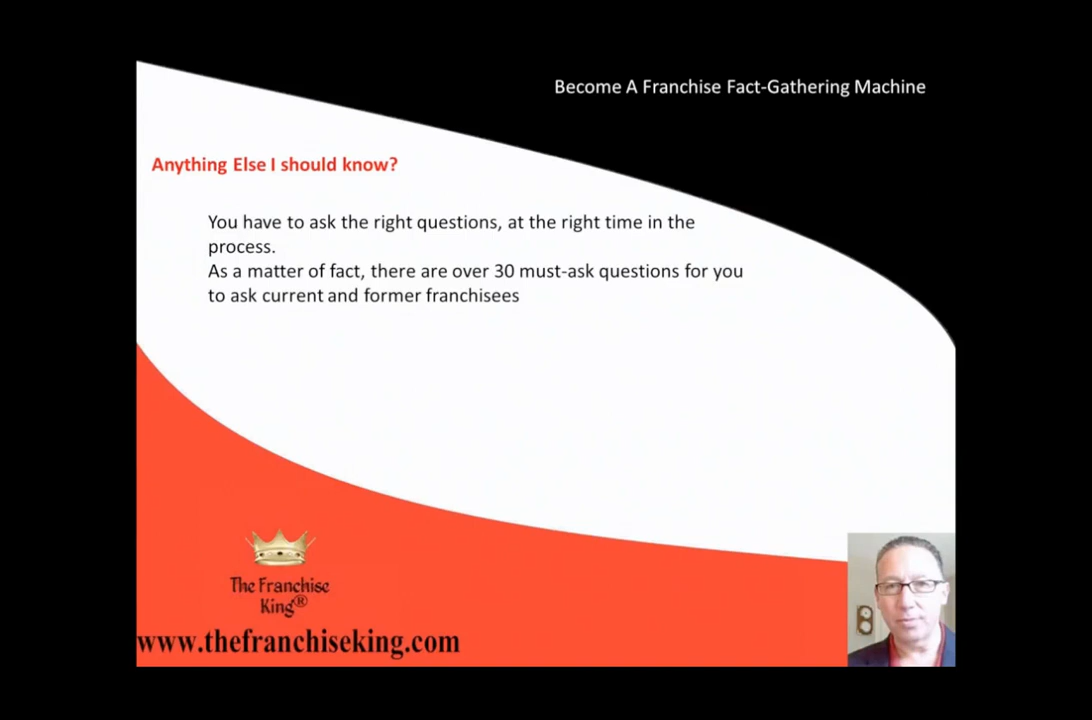 Become A Franchise Fact-Gathering Machine
Anything Else I should know?
You have to ask the right questions, at the right time in the
process.
As a matter of fact, there are over 30 must-ask questions for you
to ask current and former franchisees
The Franchise
King®
www.thefranchiseking.com